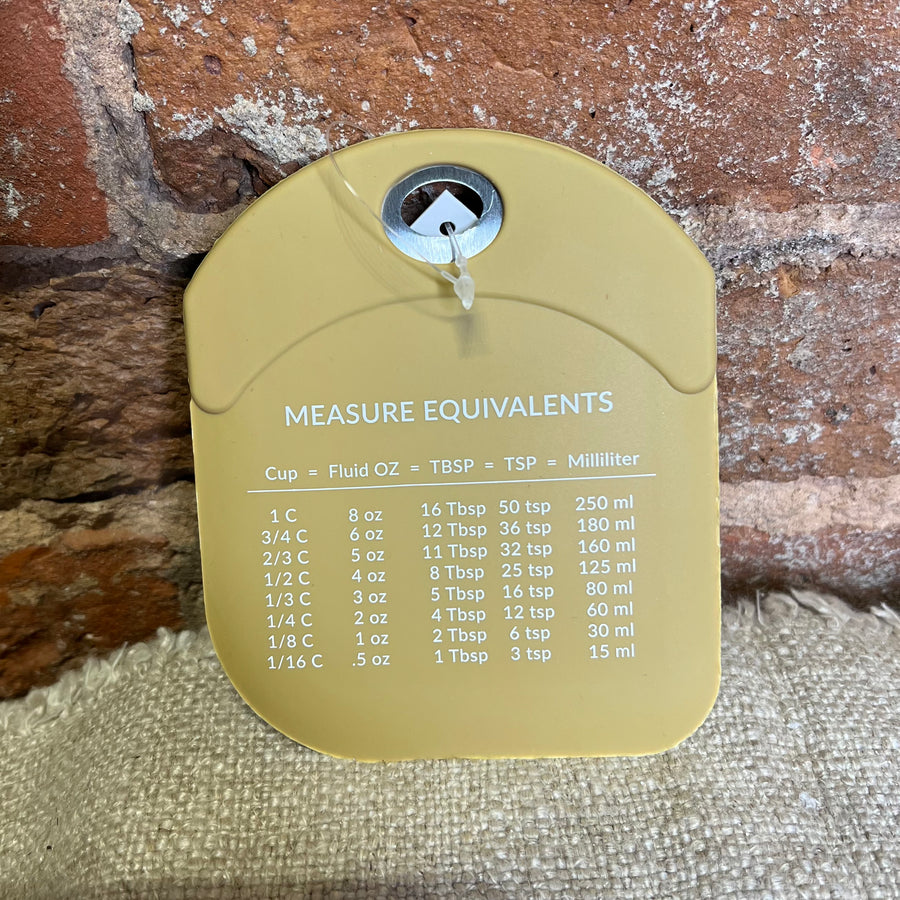 MEASURE EQUIVALENTS
Cup = Fluid OZ = TBSP = TSP = Milliliter
1 C 8 oz 16 Tbsp 50 tsp 250 ml
3/4 C 6 oz 12 Tbsp 36 tsp 180 ml
2/3 C 5 oz 11 Tbsp 32 tsp 160 ml
1/2 C 4 oz 8 Tbsp 25 tsp 125 ml
1/3 C 3 oz 5 Tbsp 16 tsp 80 ml
1/4 C 2 oz 4 Tbsp 12 tsp 60 ml
1/8 C 1 oz 2 Tbsp 6 tsp 30 ml
1/16 C .5 oz 1 Tbsp 3 tsp 15 ml